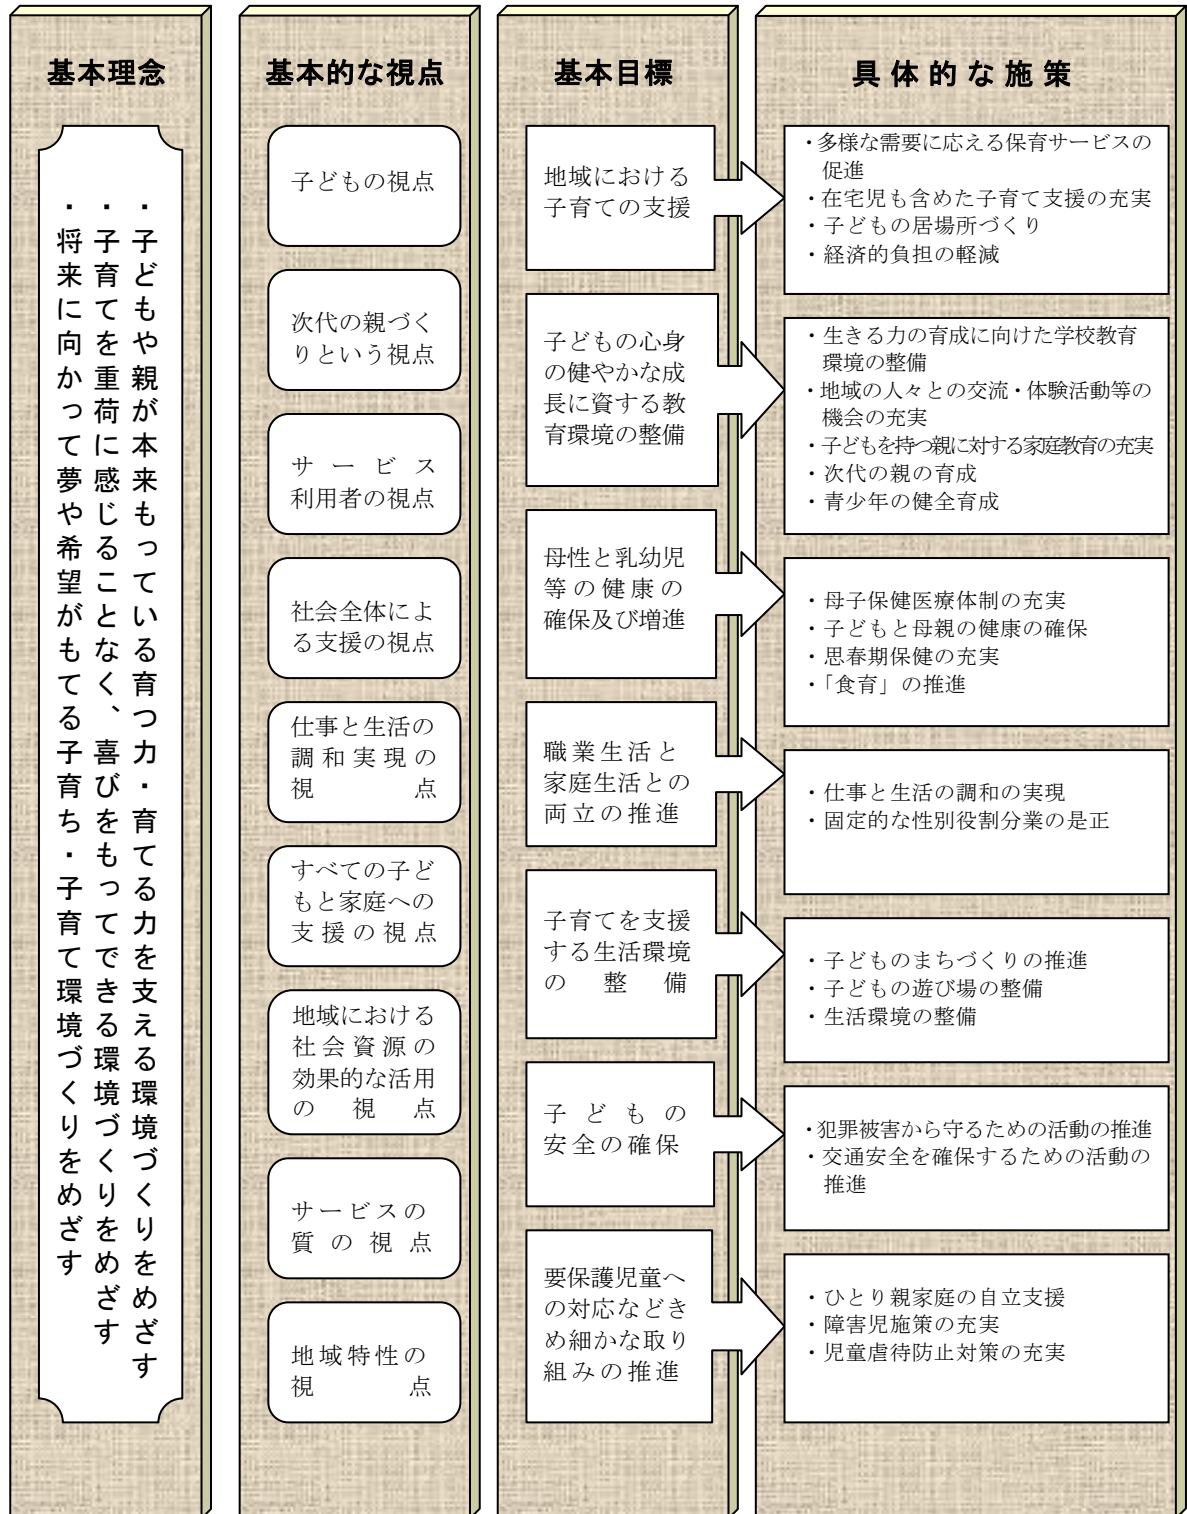 基本理念
・子どもや親が本来もっている育つ力・育てる力を支える環境づくりをめざす
・子育てを重荷に感じることなく、喜びをもってできる環境づくりをめざす
・将来に向かって夢や希望がもてる子育ち・子育て環境づくりをめざす
基本的な視点
子どもの視点
次代の親づく
りという視点
サービス
利用者の視点
社会全体によ
る支援の視点
仕事と生活の
調和実現の
視点
すべての子ど
もと家庭への
支援の視点
地域における
社会資源の
効果的な活用
の視点
サービスの
質の視点
地域特性の
視点
基本目標
地域における
子育ての支援
子どもの心身
の健やかな成
長に資する教
育環境の整備
母性と乳幼児
等の健康の
確保及び増進
職業生活と
家庭生活との
両立の推進
子育てを支援
する生活環境
の整備
子どもの
安全の確保
要保護児童へ
の対応などき
め細かな取り
組みの推進
具体的な施策
・多様な需要に応える保育サービスの
促進
・在宅児も含めた子育て支援の充実
・子どもの居場所づくり
・経済的負担の軽減
・生きる力の育成に向けた学校教育
環境の整備
・地域の人々との交流・体験活動等の
機会の充実
・子どもを持つ親に対する家庭教育の充実
・次代の親の育成
・青少年の健全育成
・母子保健医療体制の充実
・子どもと母親の健康の確保
・思春期保健の充実
・「食育」の推進
・仕事と生活の調和の実現
・固定的な性別役割分業の是正
・子どものまちづくりの推進
・子どもの遊び場の整備
・生活環境の整備
・犯罪被害から守るための活動の推進
・交通安全を確保するための活動の
推進
・ひとり親家庭の自立支援
・障害児施策の充実
・児童虐待防止対策の充実